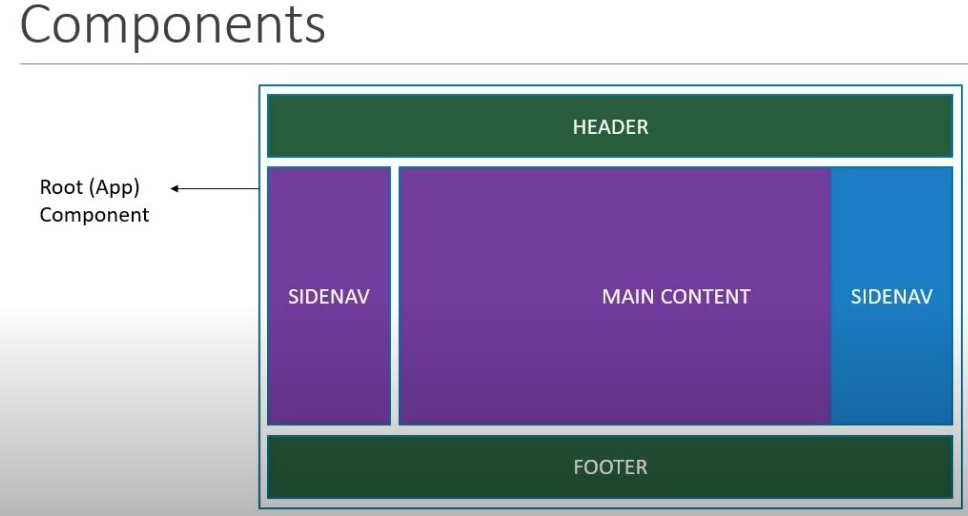 Components
HEADER
Root (App)
Component
SIDENAV
MAIN CONTENT
SIDENAV
FOOTER